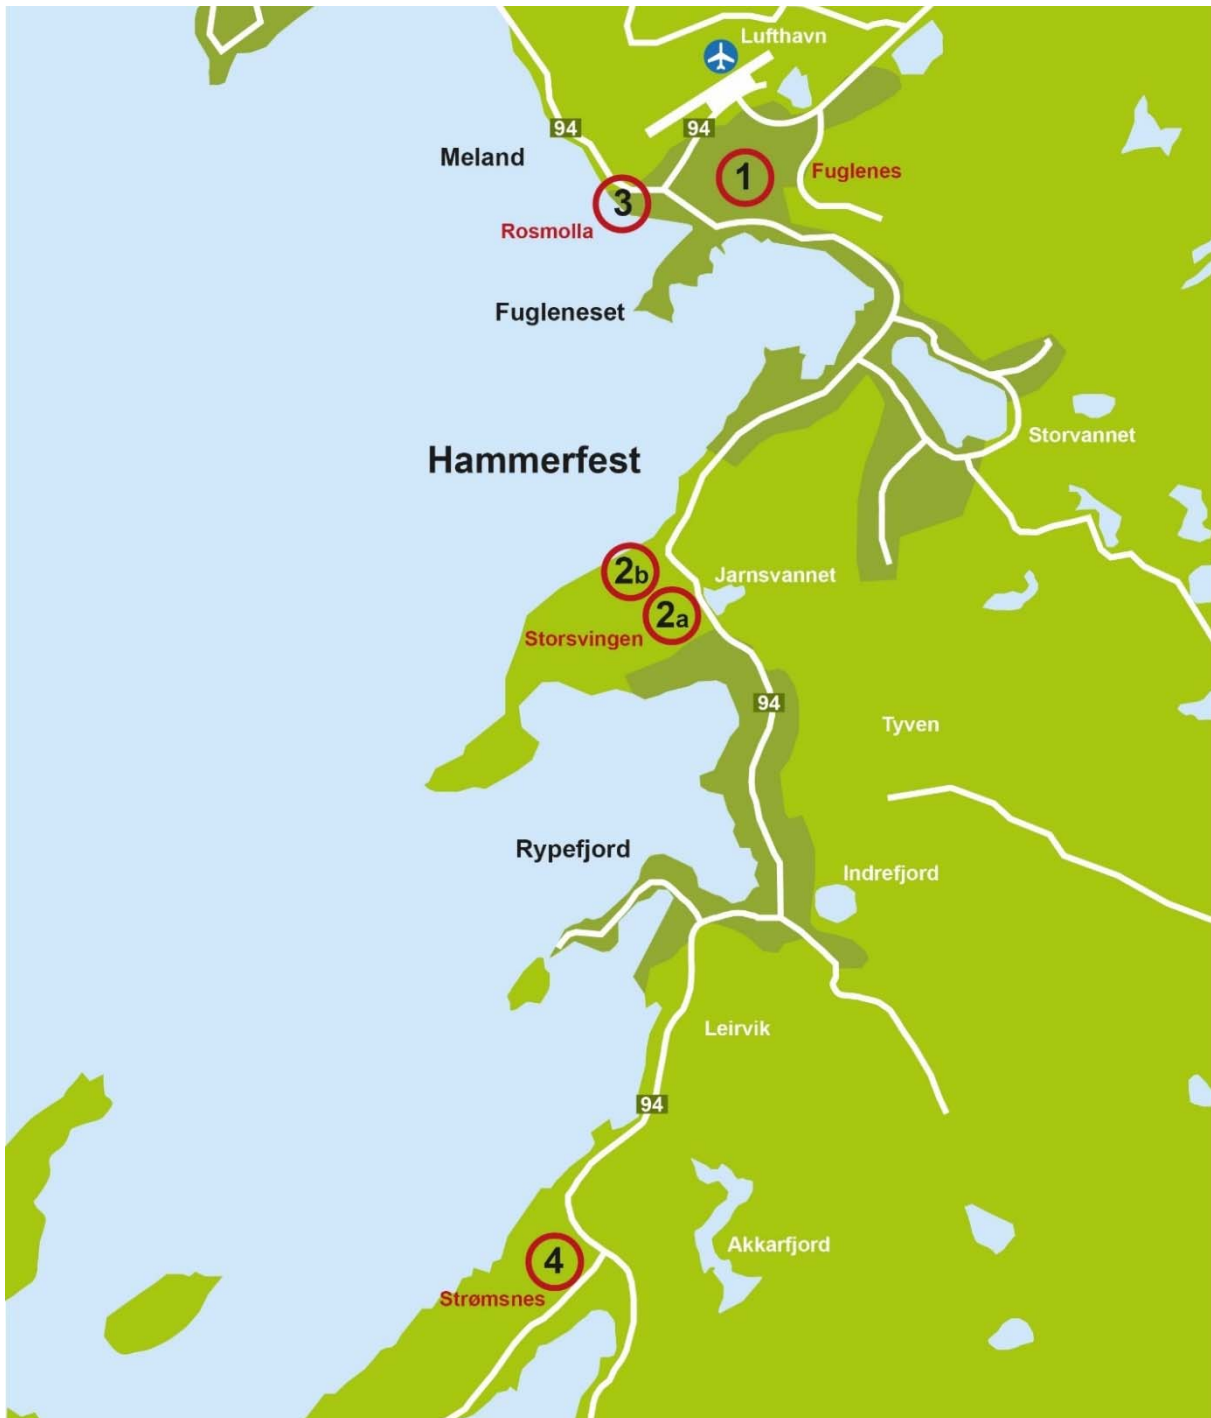 Lufthavn
94
94
Meland
1
Fuglenes
3
Rosmolla
Fugleneset
Storvannet
Hammerfest
2b
Jarnsvannet
2a
Storsvingen
94
Tyven
Rypefjord
Indrefjord
Leirvik
94
Akkarfjord
4
Strømsnes